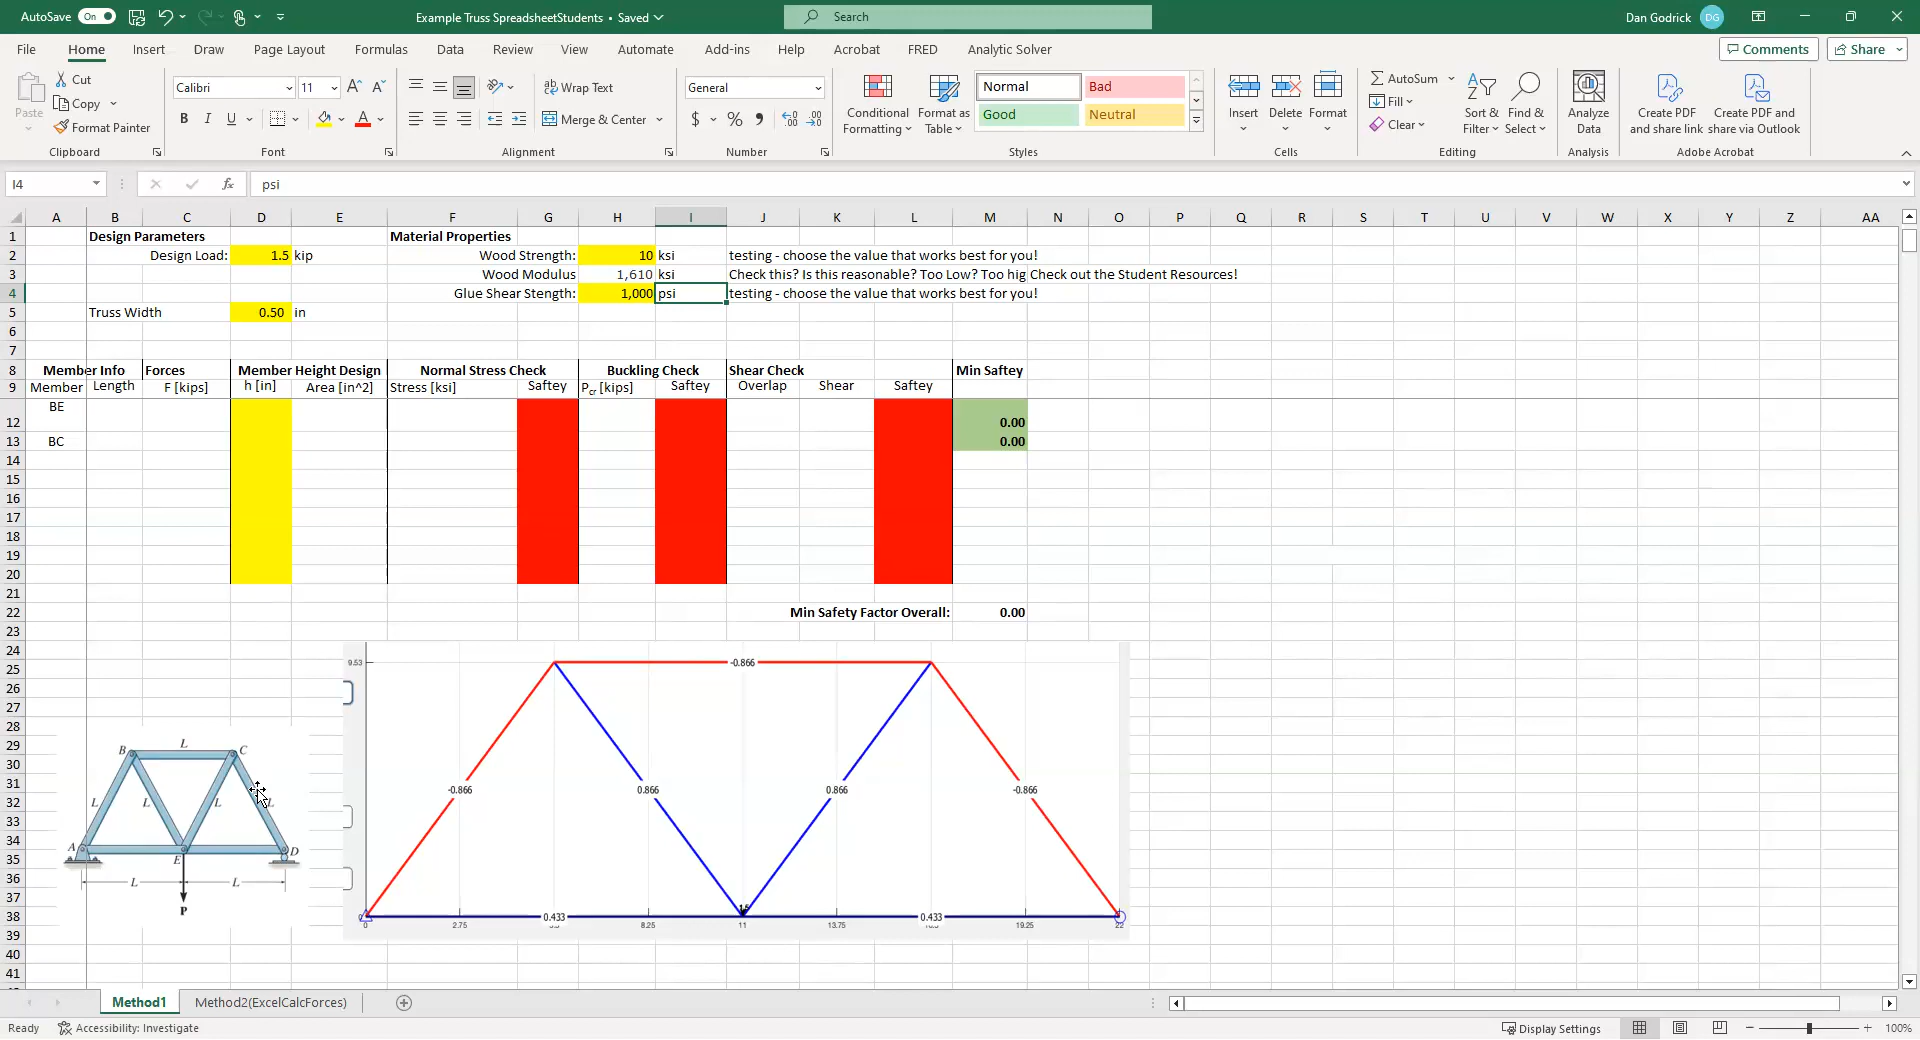 AutoSave On Example Truss SpreadsheetStudents • Saved Search Dan Godrick DG
File Home Insert Draw Page Layout Formulas Data Review View Automate Add-ins Help Acrobat FRED Analytic Solver Comments Share
Paste Cut Copy Format Painter Clipboard
Calibri 11 B I U A Font
Wrap Text Merge & Center Alignment
General $ % Number
Conditional Formatting Format as Table Normal Bad Good Neutral Styles
Insert Delete Format Cells
AutoSum Fill Clear Sort & Filter Find & Select Editing
Analyze Data Analysis
Create PDF and share link Create PDF and share via Outlook Adobe Acrobat
I4 fx psi
A B C D E F G H I J K L M N O P Q R S T U V W X Y Z AA
1 Design Parameters Material Properties
2 Design Load: 1.5 kip Wood Strength: 10 ksi testing - choose the value that works best for you!
3 Wood Modulus 1,610 ksi Check this? Is this reasonable? Too Low? Too hig Check out the Student Resources!
4 Glue Shear Stength: 1,000 psi testing - choose the value that works best for you!
5 Truss Width 0.50 in
6
7
8 Member Info Forces Member Height Design Normal Stress Check Buckling Check Shear Check Min Saftey
9 Member Length F [kips] h [in] Area [in^2] Stress [ksi] Saftey Pcr [kips] Saftey Overlap Shear Saftey
BE
12 0.00
13 BC 0.00
14
15
16
17
18
19
20
21
22 Min Safety Factor Overall: 0.00
23
24
25
26
27
28
29
30
31
32
33
34
35
36
37
38
39
40
41
9.53 -0.866
B L C
-0.866 0.866 0.866 -0.866
L L L L
A E D
L L
P
0 0.433 0.433
0 2.75 8.25 11 13.75 19.25 22
Method1 Method2(ExcelCalcForces)
Ready Accessibility: Investigate Display Settings 100%